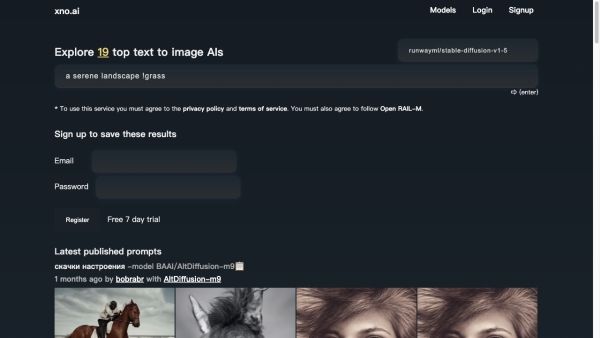 xno.ai
Models Login Signup
Explore 19 top text to image AIs
runwayml/stable-diffusion-v1-5
a serene landscape !grass
(enter)
* To use this service you must agree to the privacy policy and terms of service. You must also agree to follow Open RAIL-M.
Sign up to save these results
Email
Password
Register Free 7 day trial
Latest published prompts
скачки настроения ~model BAAI/AltDiffusion-m9
1 months ago by bobrabr with AltDiffusion-m9